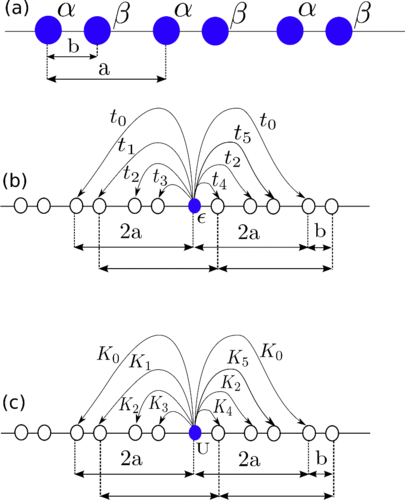 (a) α β α β α β
b
a
t₀ t₀
t₁ t₅
t₂ t₂
t₃ t₄
(b) ϵ
2a 2a b
K₀ K₀
K₁ K₅
K₂ K₂
K₃ K₄
(c) U
2a 2a b